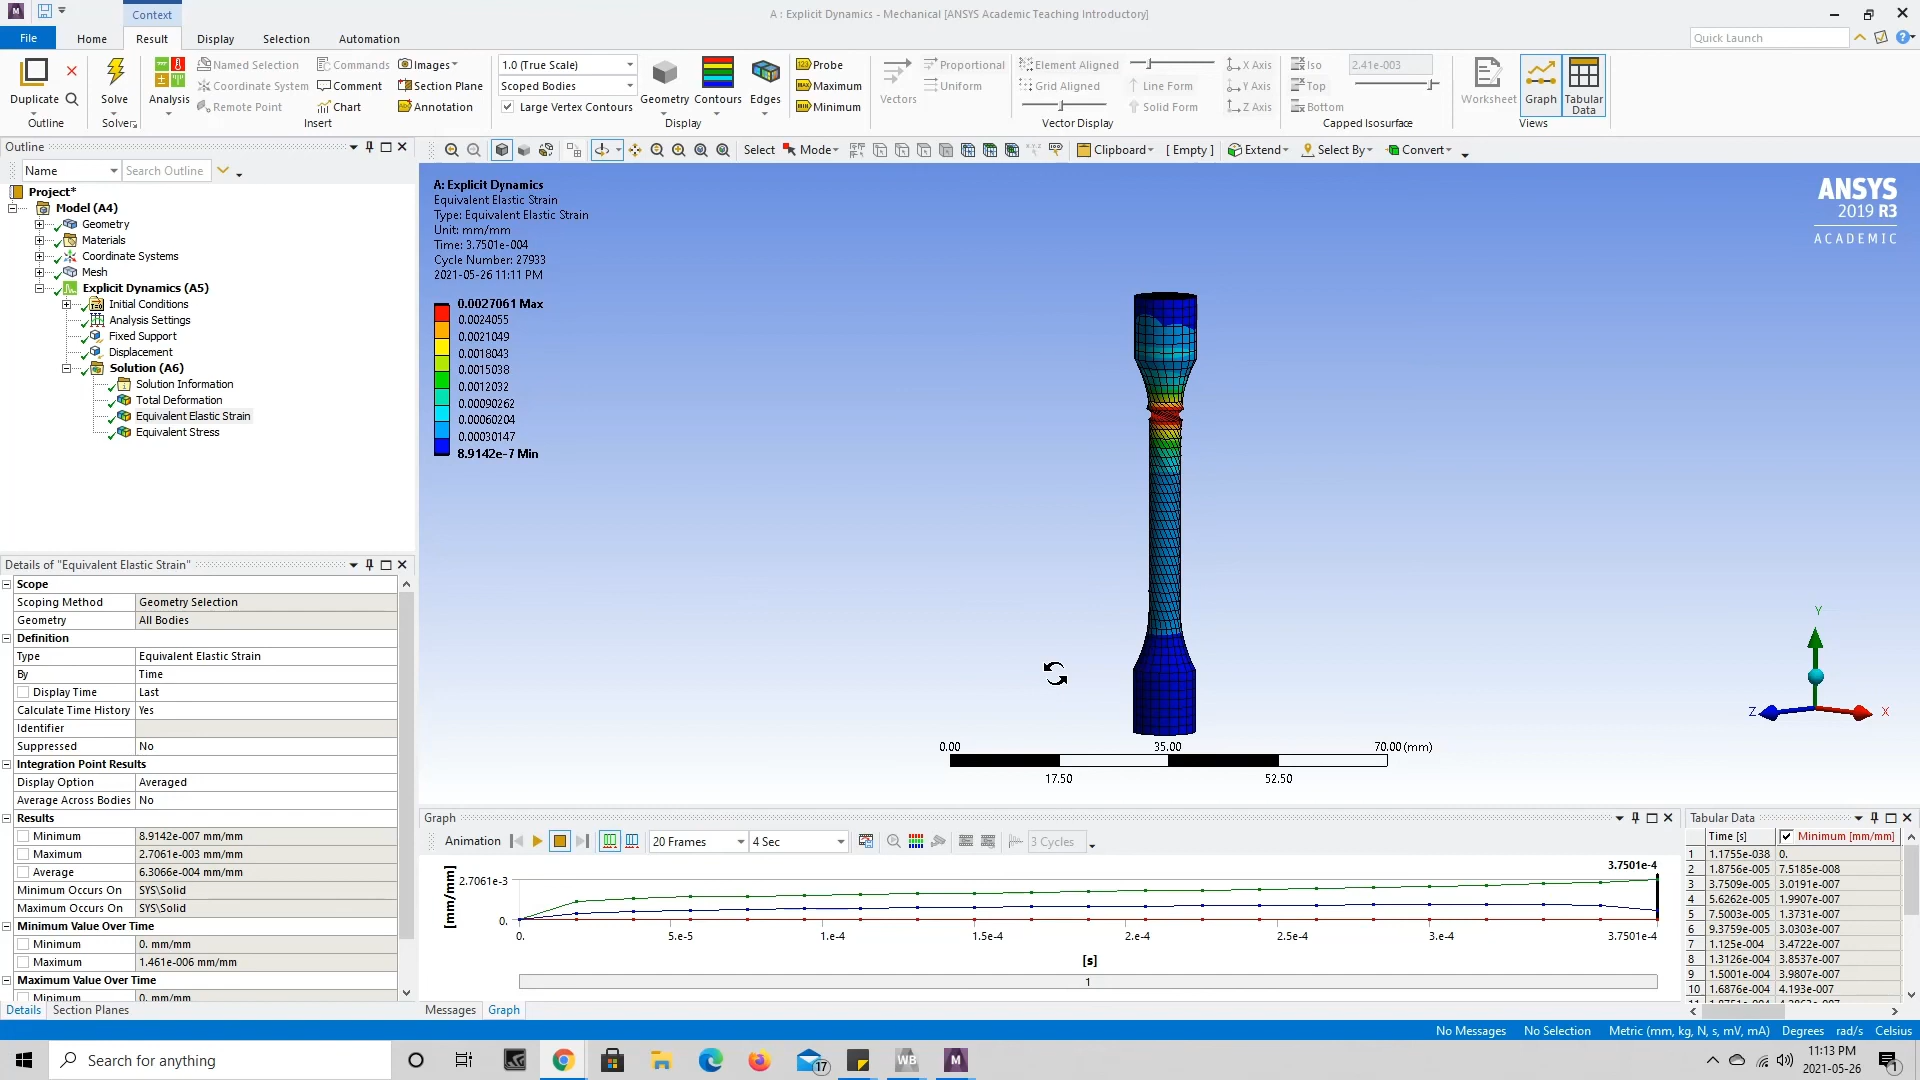 Context
A : Explicit Dynamics - Mechanical [ANSYS Academic Teaching Introductory]
File Home Result Display Selection Automation
Quick Launch
Duplicate
Outline
Solve
Solver
Analysis
Named Selection
Coordinate System
Remote Point
Commands
Comment
Chart
Images
Section Plane
Annotation
Insert
1.0 (True Scale)
Scoped Bodies
Large Vertex Contours
Geometry Contours Edges
Display
Probe
Maximum
Minimum
Vectors
Proportional
Uniform
Element Aligned
Grid Aligned
Line Form
Solid Form
X Axis
Y Axis
Z Axis
Vector Display
Iso 2.41e-003
Top
Bottom
Capped Isosurface
Worksheet
Graph
Tabular Data
Views
Outline
Name Search Outline
Select Mode Clipboard [ Empty ] Extend Select By Convert
Project*
Model (A4)
Geometry
Materials
Coordinate Systems
Mesh
Explicit Dynamics (A5)
Initial Conditions
Analysis Settings
Fixed Support
Displacement
Solution (A6)
Solution Information
Total Deformation
Equivalent Elastic Strain
Equivalent Stress
A: Explicit Dynamics
Equivalent Elastic Strain
Type: Equivalent Elastic Strain
Unit: mm/mm
Time: 3.7501e-004
Cycle Number: 27933
2021-05-26 11:11 PM
0.0027061 Max
0.0024055
0.0021049
0.0018043
0.0015038
0.0012032
0.00090262
0.00060204
0.00030147
8.9142e-7 Min
ANSYS
2019 R3
ACADEMIC
Y
Z X
0.00 35.00 70.00 (mm)
17.50 52.50
Details of "Equivalent Elastic Strain"
Scope
Scoping Method Geometry Selection
Geometry All Bodies
Definition
Type Equivalent Elastic Strain
By Time
Display Time Last
Calculate Time History Yes
Identifier
Suppressed No
Integration Point Results
Display Option Averaged
Average Across Bodies No
Results
Minimum 8.9142e-007 mm/mm
Maximum 2.7061e-003 mm/mm
Average 6.3066e-004 mm/mm
Minimum Occurs On SYS\Solid
Maximum Occurs On SYS\Solid
Minimum Value Over Time
Minimum 0. mm/mm
Maximum 1.461e-006 mm/mm
Maximum Value Over Time
Minimum 0. mm/mm
Details Section Planes
Graph
Animation 20 Frames 4 Sec 3 Cycles
3.7501e-4
[mm/mm]
2.7061e-3
0.
0. 5.e-5 1.e-4 1.5e-4 2.e-4 2.5e-4 3.e-4 3.7501e-4
[s]
1
Messages Graph
Tabular Data
Time [s] Minimum [mm/mm]
1 1.1755e-038 0.
2 1.8756e-005 7.5185e-008
3 3.7509e-005 3.0191e-007
4 5.6262e-005 1.9907e-007
5 7.5003e-005 1.3731e-007
6 9.3759e-005 3.0303e-007
7 1.125e-004 3.4722e-007
8 1.3126e-004 3.8537e-007
9 1.5001e-004 3.9807e-007
10 1.6876e-004 4.193e-007
No Messages No Selection Metric (mm, kg, N, s, mV, mA) Degrees rad/s Celsius
Search for anything
17
WB
M
11:13 PM
2021-05-26
1